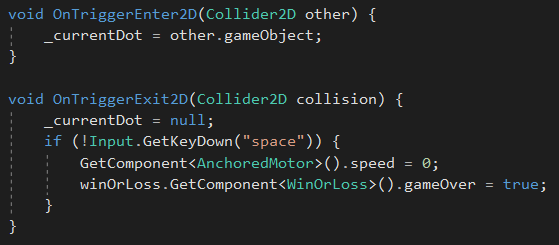 void OnTriggerEnter2D(Collider2D other) {
_currentDot = other.gameObject;
}
void OnTriggerExit2D(Collider2D collision) {
_currentDot = null;
if (!Input.GetKeyDown("space")) {
GetComponent<AnchoredMotor>().speed = 0;
winOrLoss.GetComponent<WinOrLoss>().gameOver = true;
}
}